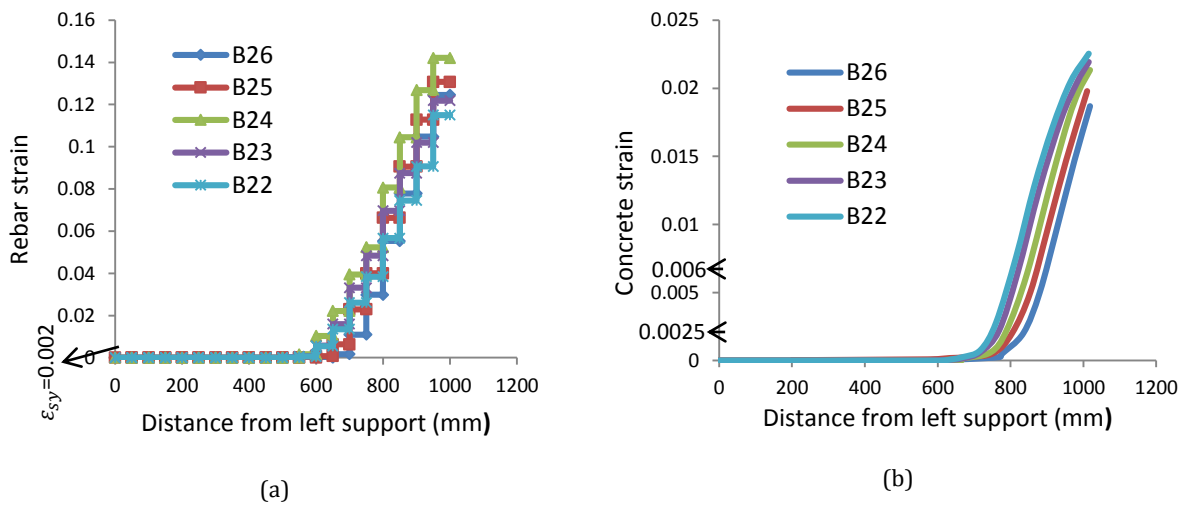 0.16
0.14
0.12
0.1
0.08
0.06
0.04
0.02
0
Rebar strain
B26
B25
B24
B23
B22
εsy=0.002
0 200 400 600 800 1000 1200
Distance from left support (mm)
(a)
0.025
0.02
0.015
0.01
0.006
0.005
0.0025
0
Concrete strain
B26
B25
B24
B23
B22
0 200 400 600 800 1000 1200
Distance from left support (mm)
(b)